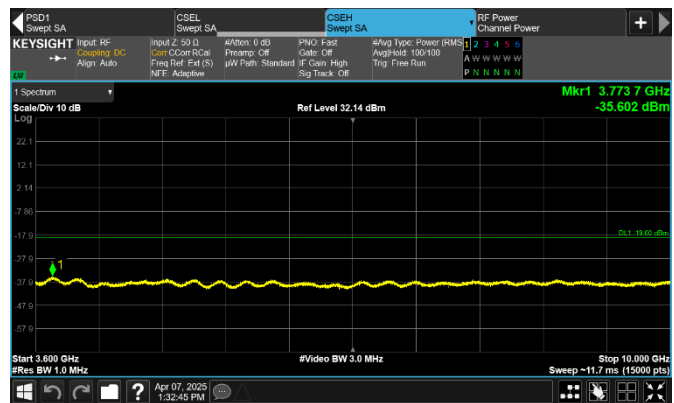 PSD1
Swept SA
CSEL
Swept SA
CSEH
Swept SA
RF Power
Channel Power
KEYSIGHT
Input: RF
Coupling: DC
Align: Auto
Input Z: 50 Ω
Corr CCorr RCal
Freq Ref: Ext (S)
NFE: Adaptive
#Atten: 0 dB
Preamp: Off
µW Path: Standard
PNO: Fast
Gate: Off
IF Gain: High
Sig Track: Off
#Avg Type: Power (RMS
Avg|Hold: 100/100
Trig: Free Run
1 2 3 4 5 6
A W W W W W
P N N N N N
LXI
1 Spectrum
Scale/Div 10 dB
Log
Ref Level 32.14 dBm
Mkr1 3.773 7 GHz
-35.602 dBm
22.1
12.1
2.14
-7.86
-17.9
DL1 -19.00 dBm
-27.9
1
-37.9
-47.9
-57.9
Start 3.600 GHz
#Video BW 3.0 MHz
Stop 10.000 GHz
#Res BW 1.0 MHz
Sweep ~11.7 ms (15000 pts)
Apr 07, 2025
1:32:45 PM